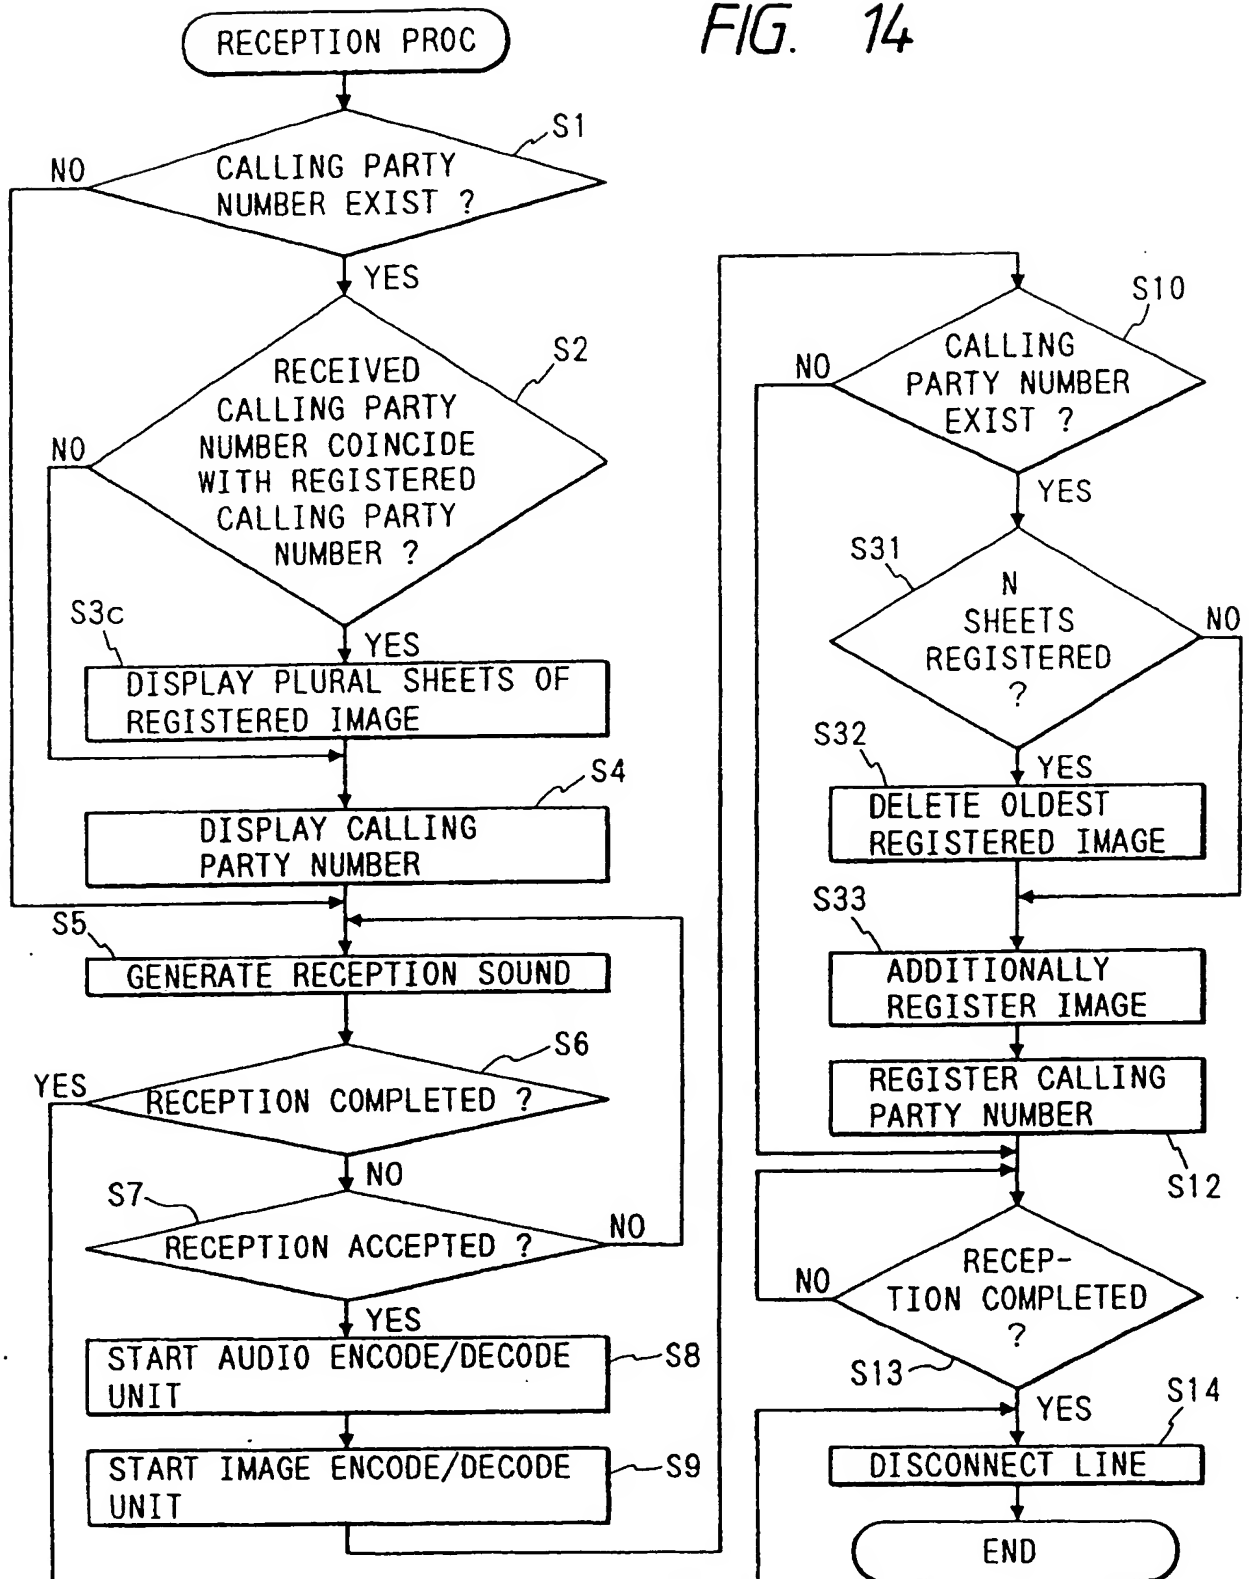 FIG. 14
RECEPTION PROC
S1
CALLING PARTY
NUMBER EXIST ?
NO
YES
S2
RECEIVED
CALLING PARTY
NUMBER COINCIDE
WITH REGISTERED
CALLING PARTY
NUMBER ?
NO
YES
S3c
DISPLAY PLURAL SHEETS OF
REGISTERED IMAGE
S4
DISPLAY CALLING
PARTY NUMBER
S5
GENERATE RECEPTION SOUND
S6
YES
RECEPTION COMPLETED ?
NO
S7
RECEPTION ACCEPTED ?
NO
YES
START AUDIO ENCODE/DECODE
UNIT
S8
START IMAGE ENCODE/DECODE
UNIT
S9
S10
CALLING
PARTY NUMBER
EXIST ?
NO
YES
S31
N
SHEETS
REGISTERED
?
NO
YES
S32
DELETE OLDEST
REGISTERED IMAGE
S33
ADDITIONALLY
REGISTER IMAGE
REGISTER CALLING
PARTY NUMBER
S12
RECEP-
TION COMPLETED
?
NO
S13
YES
S14
DISCONNECT LINE
END